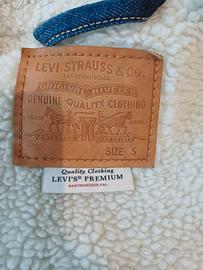 LEVI STRAUSS & CO.
SAN FRANCISCO, CAL.
ORIGINAL RIVETED
GENUINE QUALITY CLOTHING
TRADE MARK
SIZE S
Quality Clothing
LEVI'S® PREMIUM
SAN FRANCISCO, CAL.